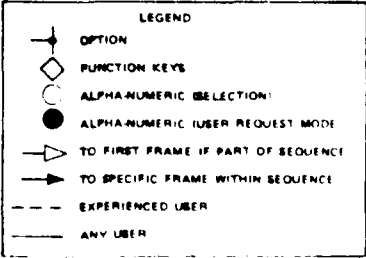 LEGEND
OPTION
FUNCTION KEYS
ALPHA-NUMERIC (SELECTION)
ALPHA-NUMERIC (USER REQUEST MODE
TO FIRST FRAME IF PART OF SEQUENCE
TO SPECIFIC FRAME WITHIN SEQUENCE
EXPERIENCED USER
ANY USER